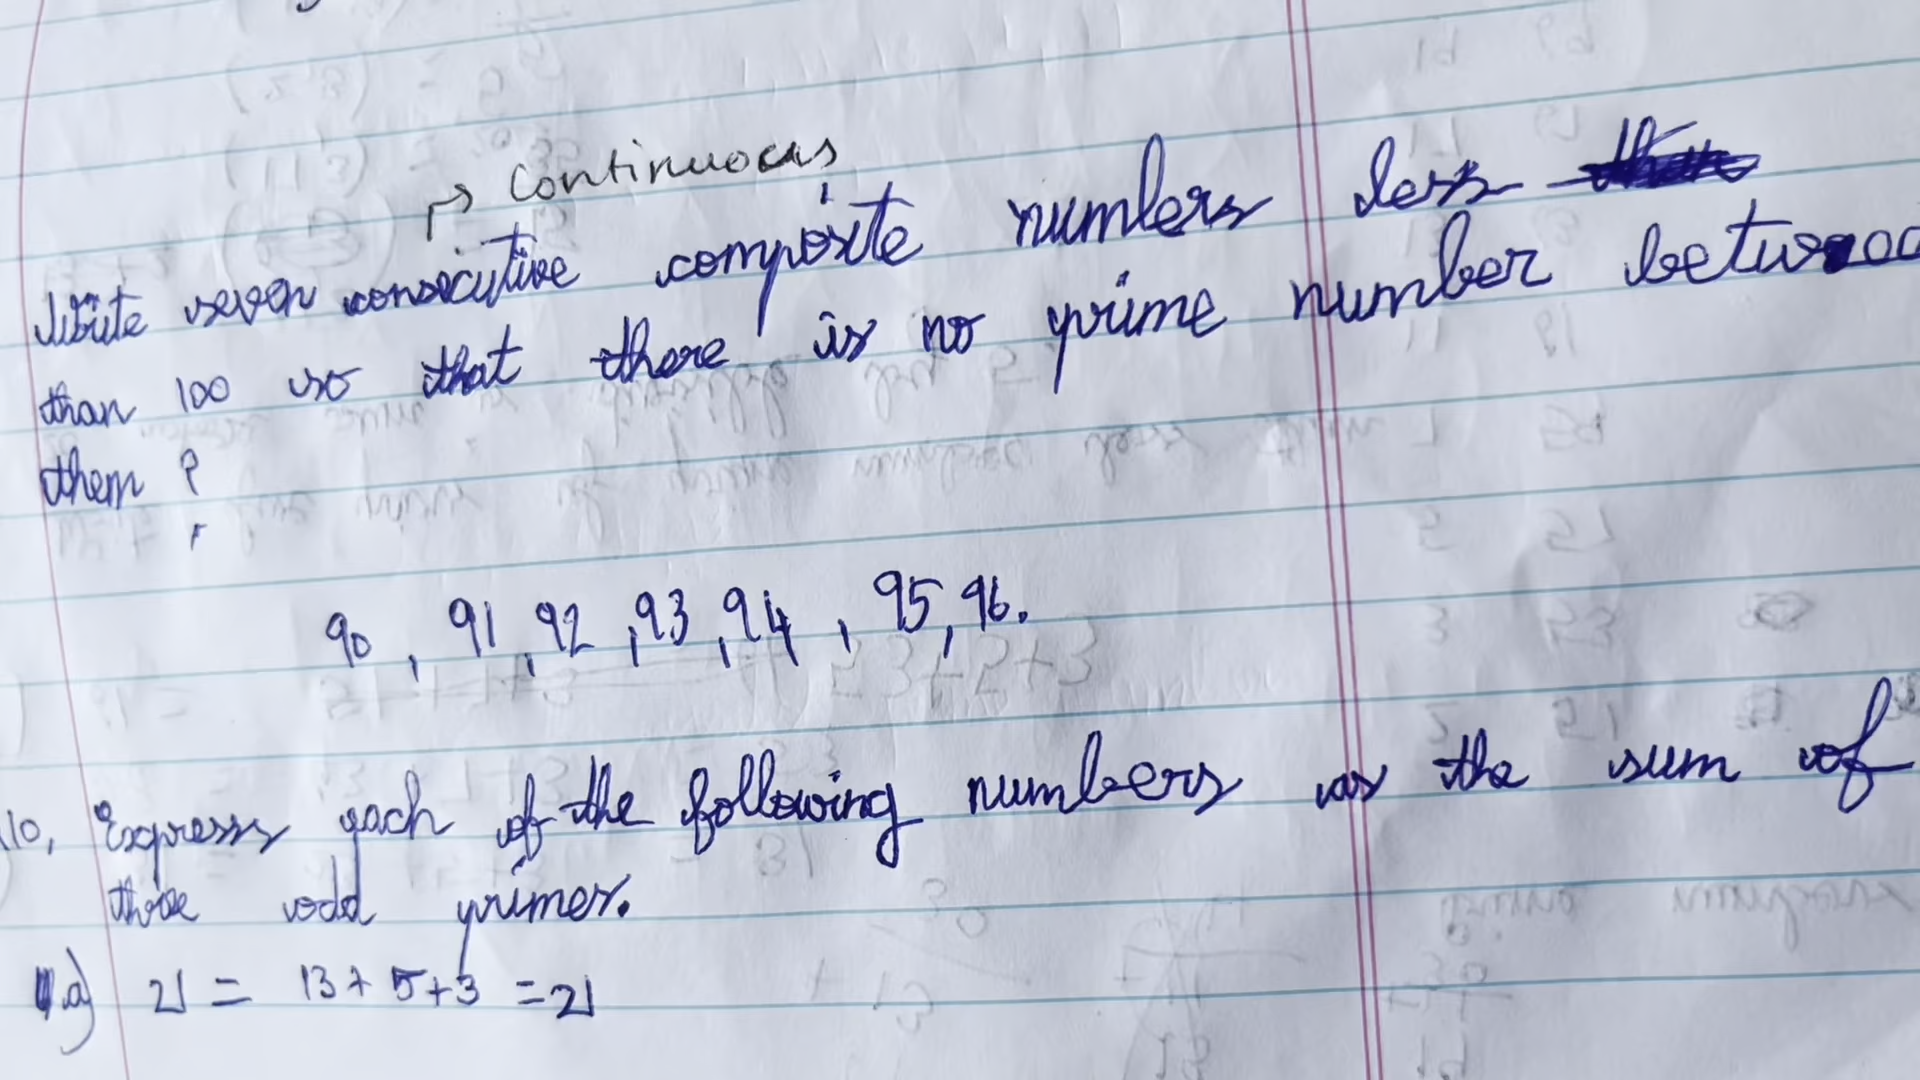 → Continuous
Write seven consecutive composite numbers less
than 100 so that there is no prime number between
them ?
90, 91, 92, 93, 94, 95, 96.
10, Express each of the following numbers as the sum of
three odd primes.
a) 21 = 13 + 5 + 3 = 21